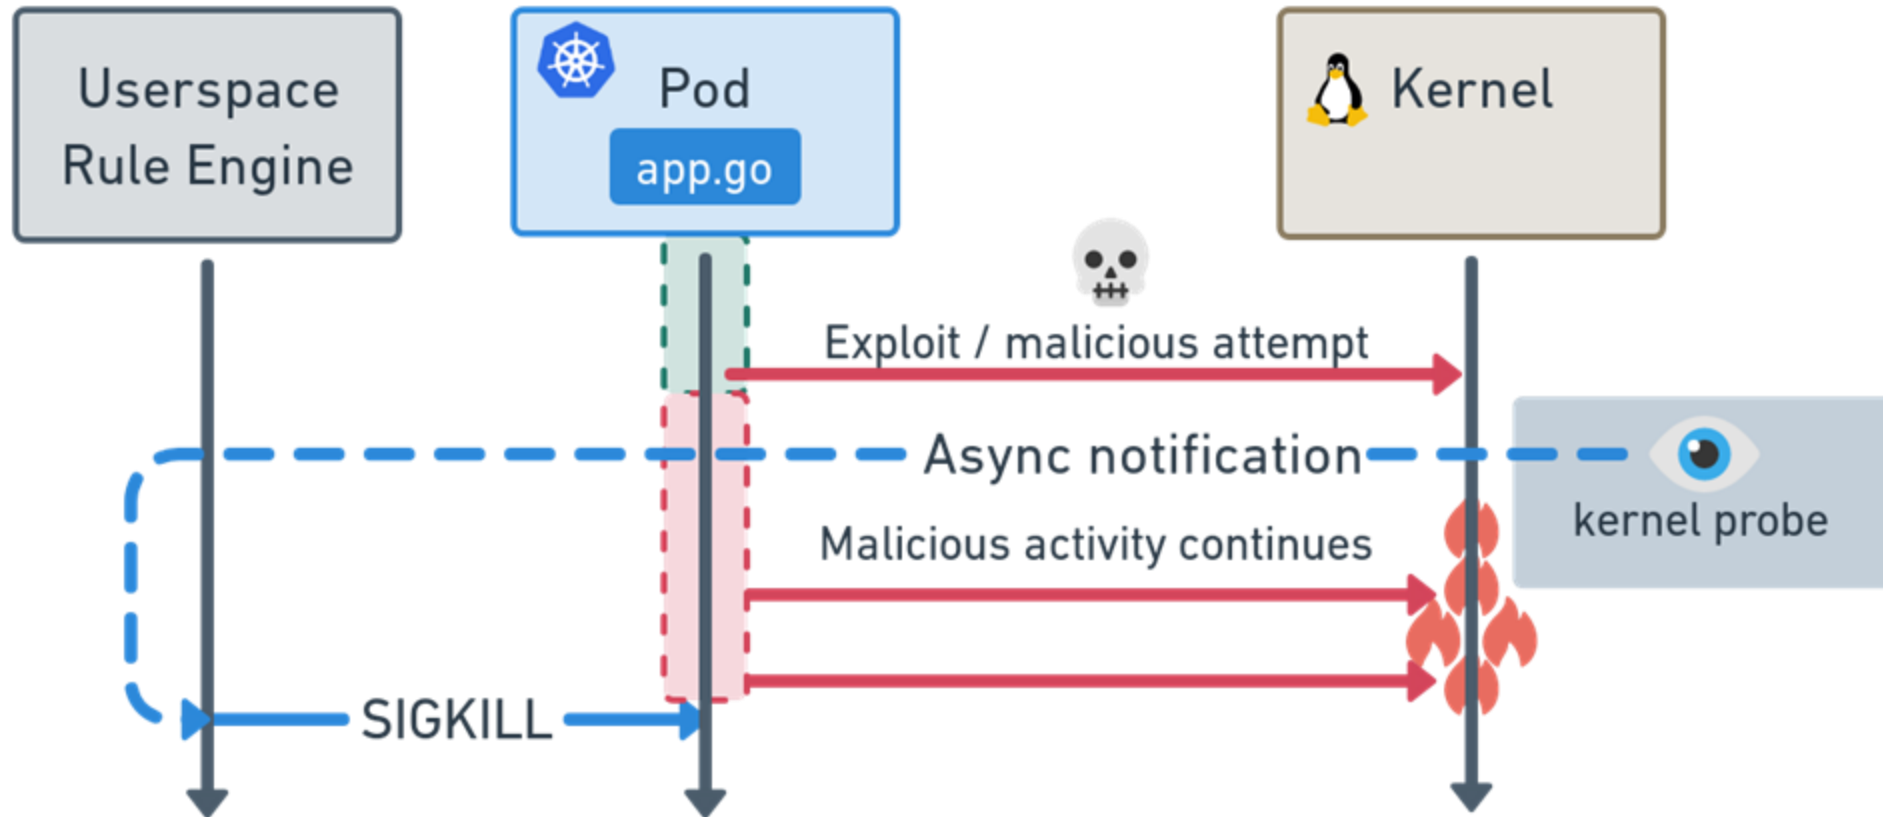 Userspace
Rule Engine
Pod
app.go
Kernel
Exploit / malicious attempt
Async notification
kernel probe
Malicious activity continues
SIGKILL